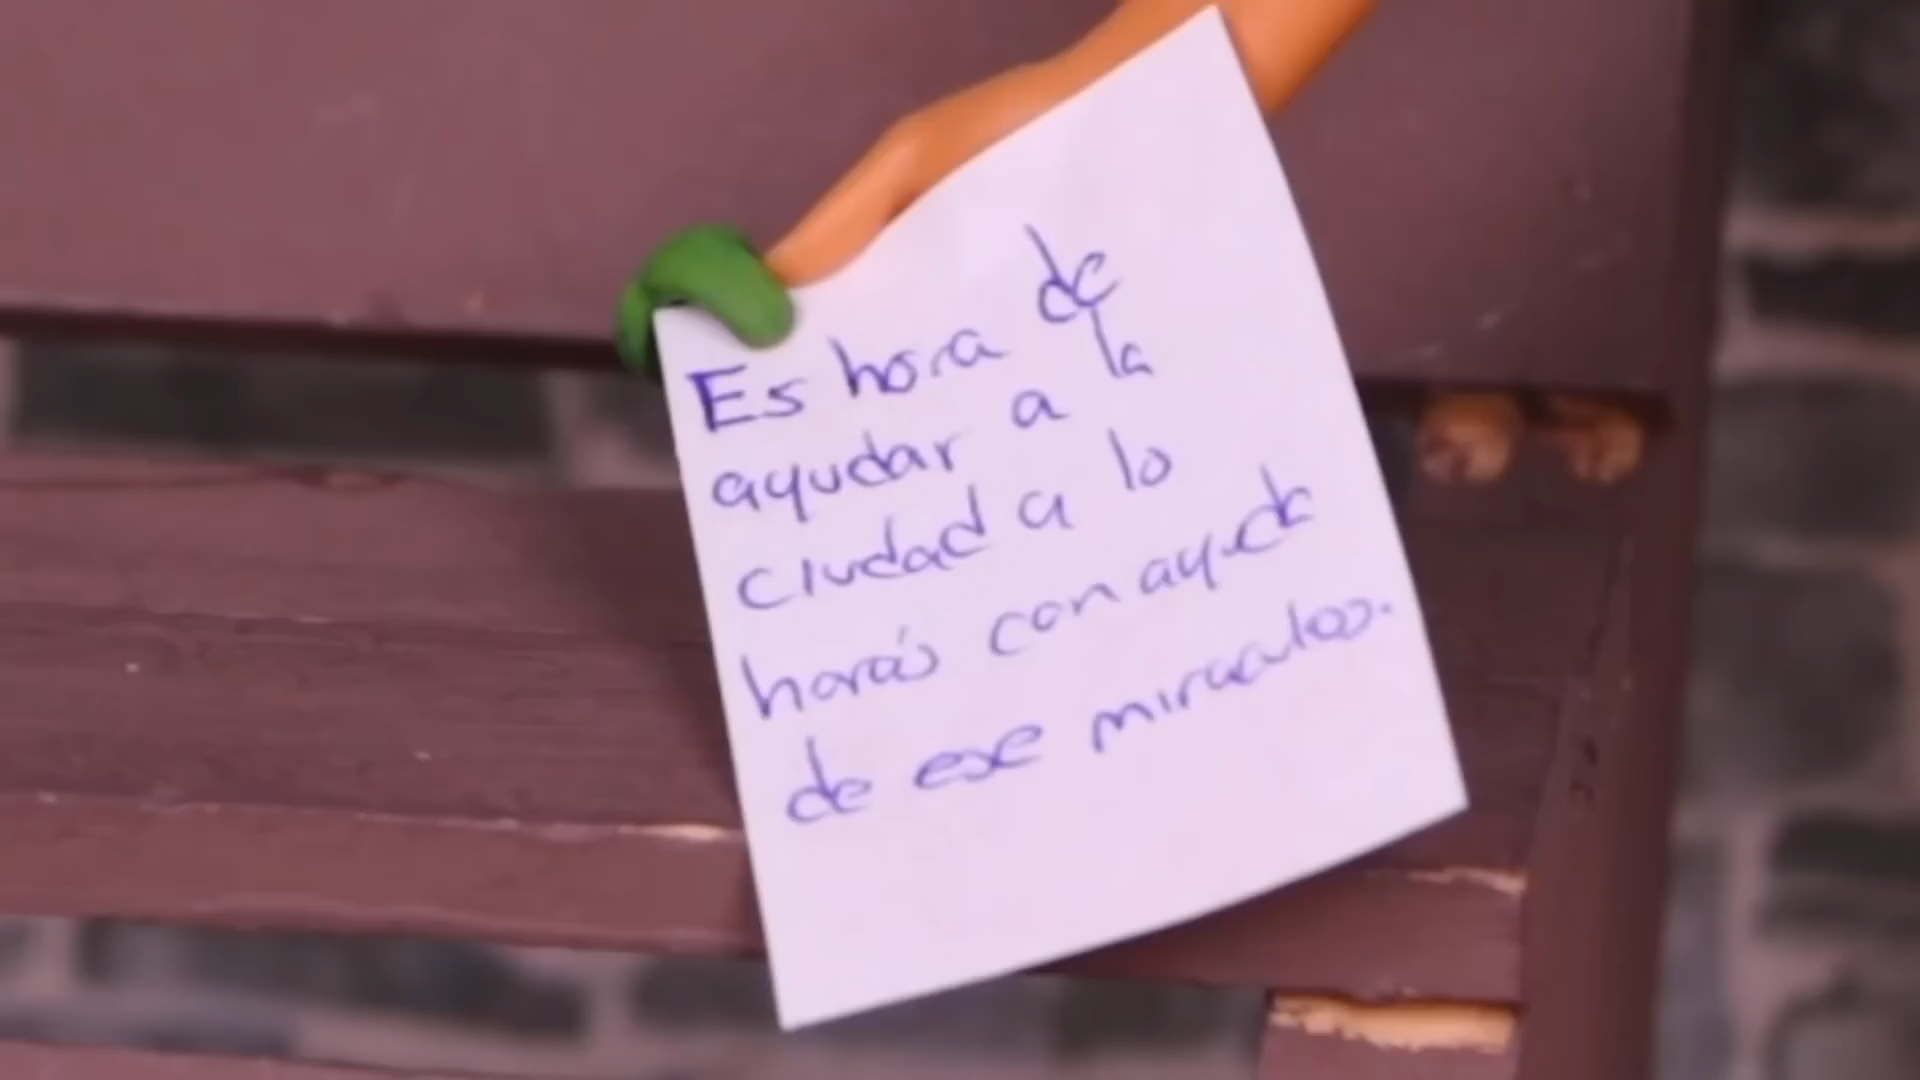 Es hora de
ayudar a la
ciudad a lo
harás con ayuda
de ese miraculos.